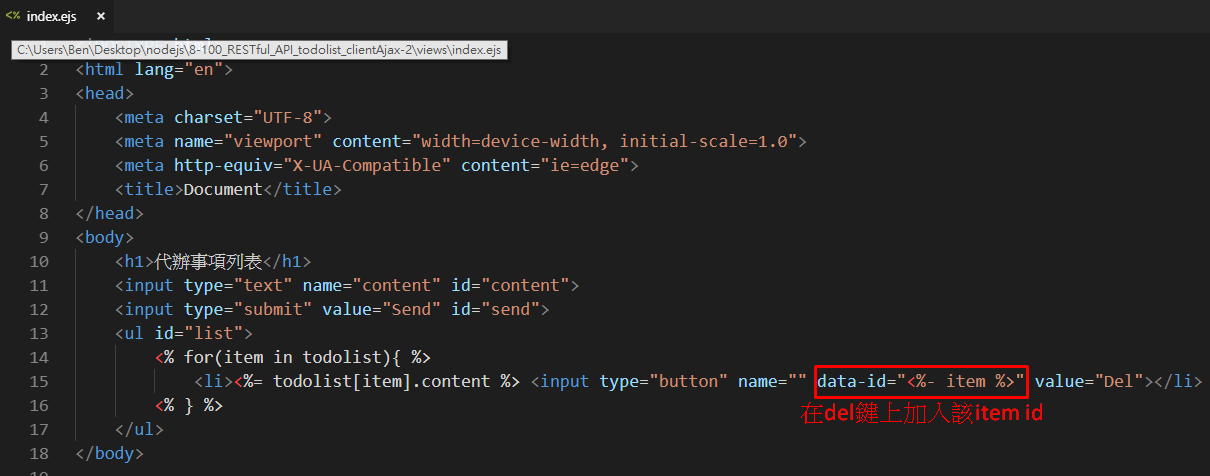 <% index.ejs ×
C:\Users\Ben\Desktop\nodejs\8-100_RESTful_API_todolist_clientAjax-2\views\index.ejs
2 <html lang="en">
3 <head>
4 <meta charset="UTF-8">
5 <meta name="viewport" content="width=device-width, initial-scale=1.0">
6 <meta http-equiv="X-UA-Compatible" content="ie=edge">
7 <title>Document</title>
8 </head>
9 <body>
10 <h1>代辦事項列表</h1>
11 <input type="text" name="content" id="content">
12 <input type="submit" value="Send" id="send">
13 <ul id="list">
14 <% for(item in todolist){ %>
15 <li><%= todolist[item].content %> <input type="button" name="" data-id="<%- item %>" value="Del"></li>
16 <% } %>
在del鍵上加入該item id
17 </ul>
18 </body>